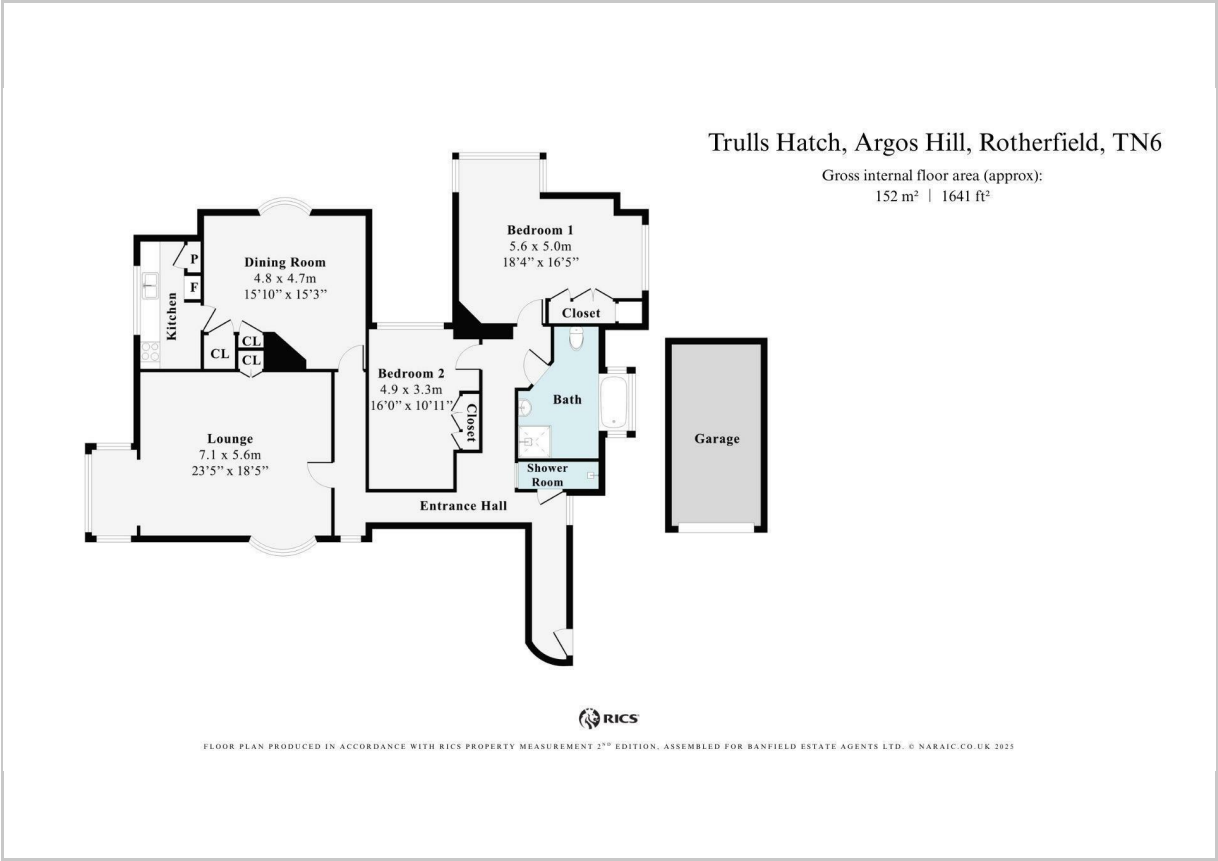 Trulls Hatch, Argos Hill, Rotherfield, TN6
Gross internal floor area (approx):
152 m² | 1641 ft²
Bedroom 1
5.6 x 5.0m
18'4" x 16'5"
Closet
Dining Room
4.8 x 4.7m
15'10" x 15'3"
P
F
Kitchen
CL
CL
CL
Bedroom 2
4.9 x 3.3m
16'0" x 10'11"
Closet
Bath
Lounge
7.1 x 5.6m
23'5" x 18'5"
Shower
Room
Entrance Hall
Garage
RICS
FLOOR PLAN PRODUCED IN ACCORDANCE WITH RICS PROPERTY MEASUREMENT 2ND EDITION, ASSEMBLED FOR BANFIELD ESTATE AGENTS LTD. © NARAIC.CO.UK 2025